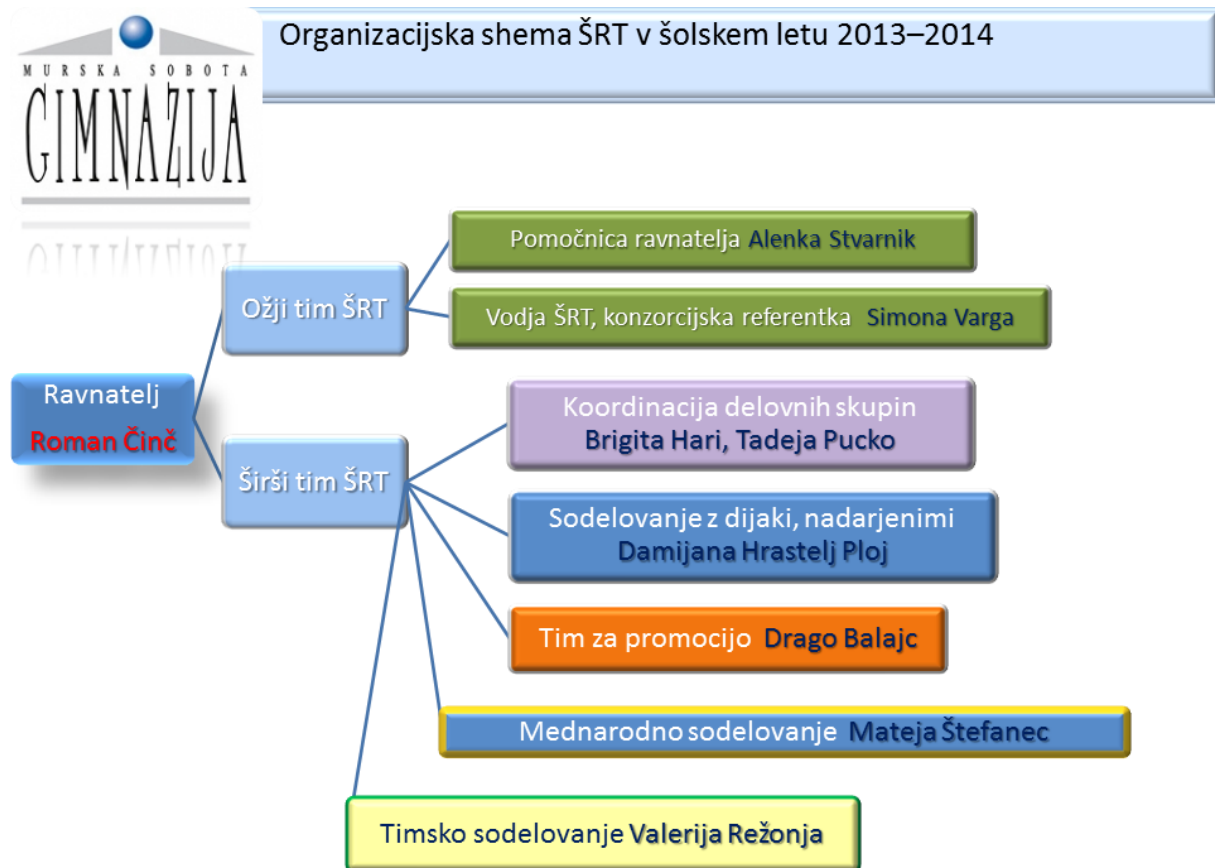 Organizacijska shema ŠRT v šolskem letu 2013–2014
MURSKA SOBOTA
GIMNAZIJA
Pomočnica ravnatelja Alenka Stvarnik
Ožji tim ŠRT
Vodja ŠRT, konzorcijska referentka Simona Varga
Ravnatelj
Roman Činč
Koordinacija delovnih skupin
Brigita Hari, Tadeja Pucko
Širši tim ŠRT
Sodelovanje z dijaki, nadarjenimi
Damijana Hrastelj Ploj
Tim za promocijo Drago Balajc
Mednarodno sodelovanje Mateja Štefanec
Timsko sodelovanje Valerija Režonja